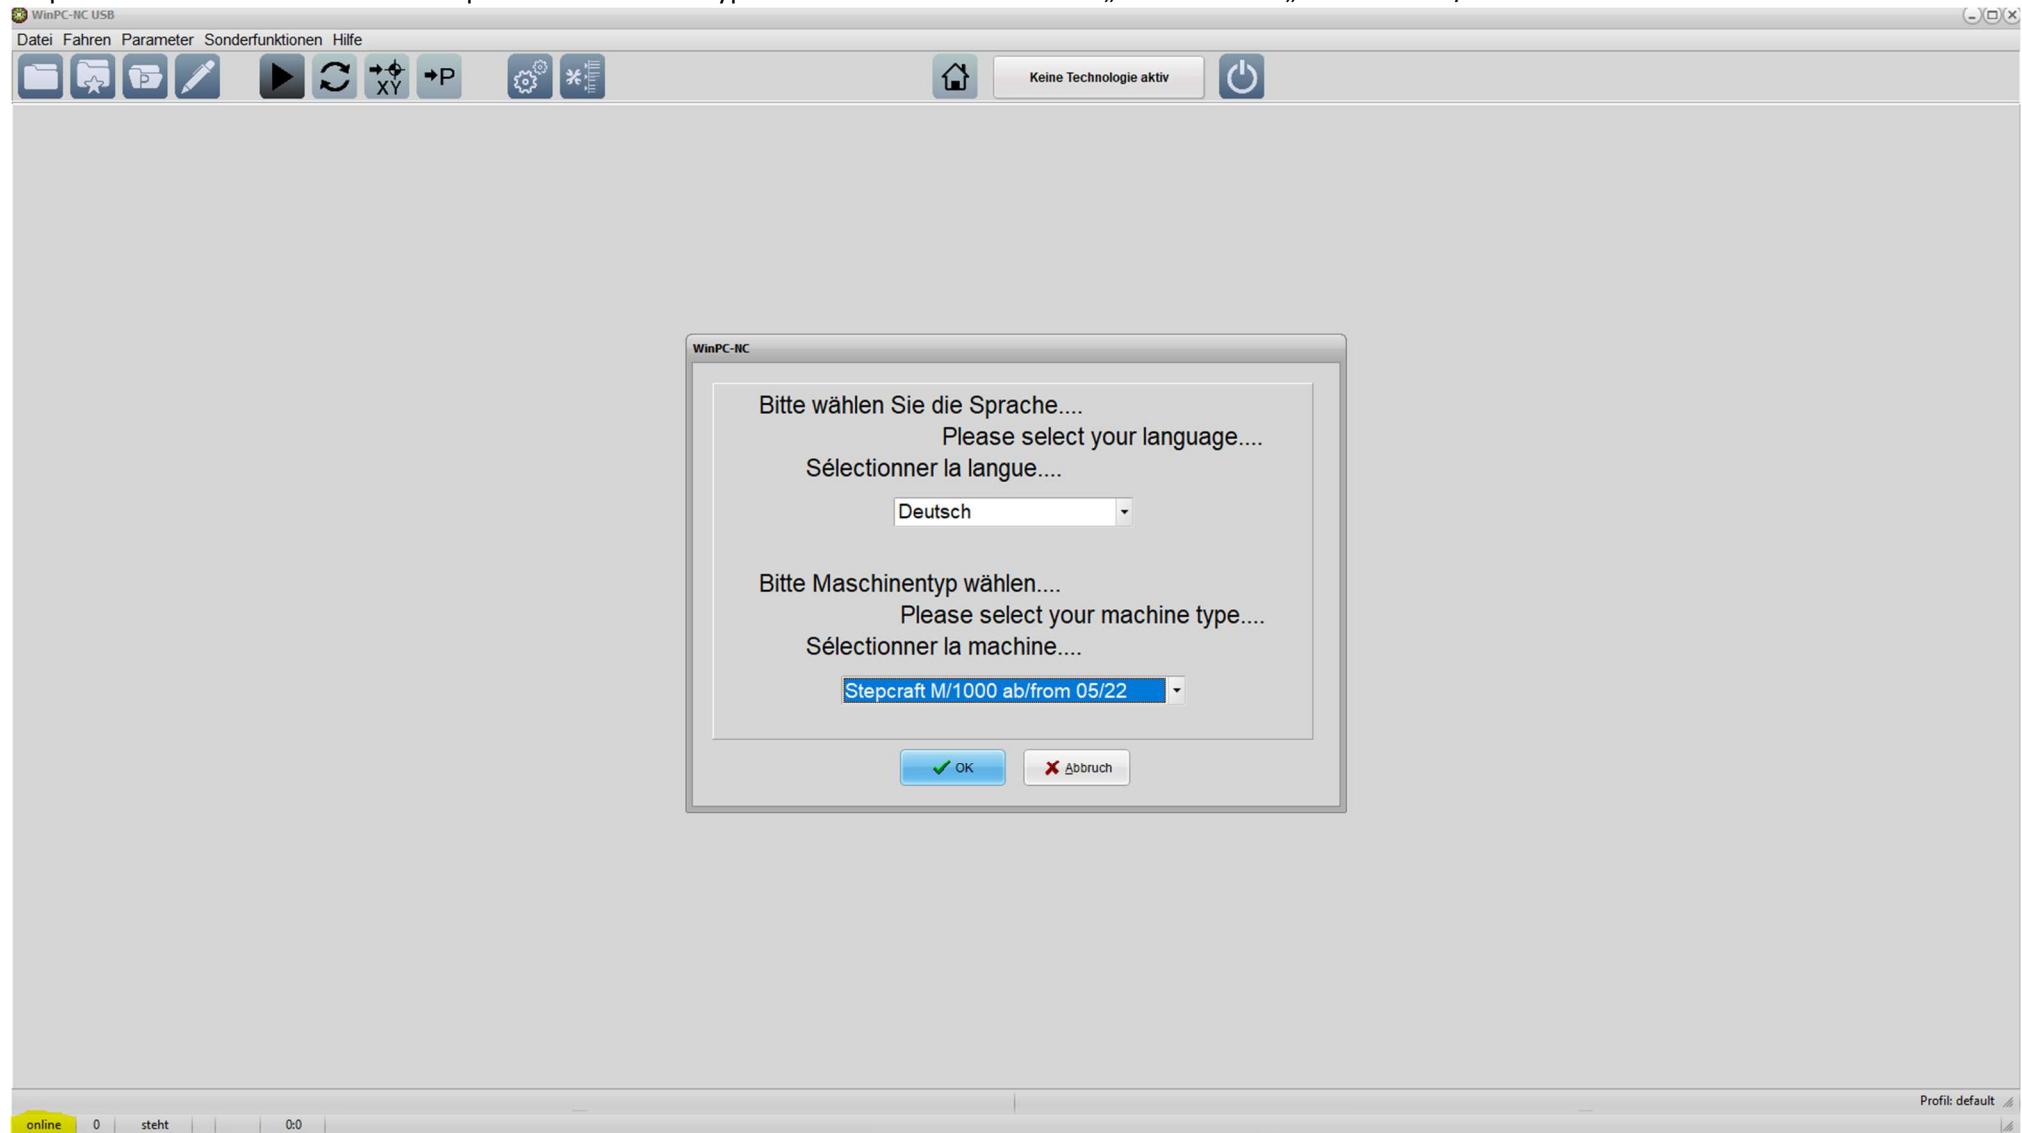 WinPC-NC USB
Datei Fahren Parameter Sonderfunktionen Hilfe
P
XY
P
Keine Technologie aktiv
WinPC-NC
Bitte wählen Sie die Sprache....
Please select your language....
Sélectionner la langue....
Deutsch
Bitte Maschinentyp wählen....
Please select your machine type....
Sélectionner la machine....
Stepcraft M/1000 ab/from 05/22
OK
Abbruch
Profil: default
online 0 steht 0:0